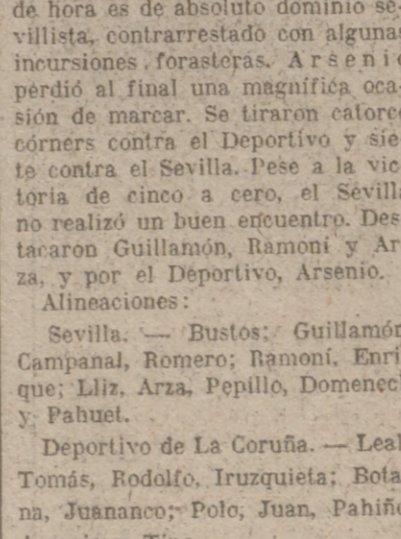 de hora es de absoluto dominio se-
villista, contrarrestado con algunas
incursiones forasteras. Arseni
perdió al final una magnífica oca-
sión de marcar. Se tiraron catorc
córners contra el Deportivo y sie-
te contra el Sevilla. Pese a la vic-
toria de cinco a cero, el Sevilla
no realizó un buen encuentro. Des-
tacaron Guillamón, Ramoní y Ar-
za, y por el Deportivo, Arsenio.
Alineaciones:
Sevilla. — Bustos; Guillamón
Campanal, Romero; Ramoní, Enri-
que; Lliz, Arza, Pepillo, Domenec
y Pahuet.
Deportivo de La Coruña. — Leal
Tomás, Rodolfo, Iruzquieta; Bota-
na, Juananco; Polo, Juan, Pahiño